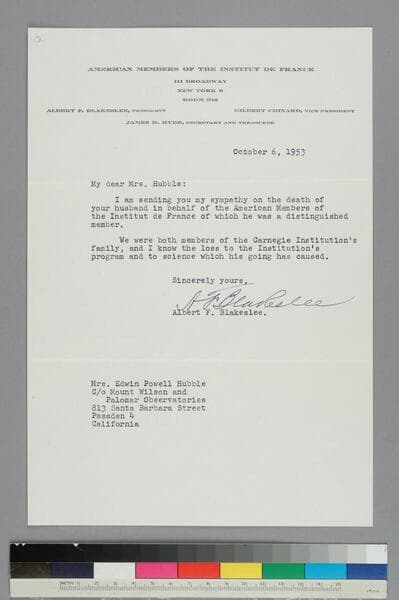 AMERICAN MEMBERS OF THE INSTITUT DE FRANCE
111 BROADWAY
NEW YORK 6
ROOM
ALBERT F. BLAKESLEE, PRESIDENT GILBERT CHINARD, VICE PRESIDENT
JAMES H. HYDE, SECRETARY AND TREASURER
October 6, 1953
My dear Mrs. Hubble:
I am sending you my sympathy on the death of
your husband in behalf of the American Members of
the Institut de France of which he was a distinguished
member.
We were both members of the Carnegie Institution's
family, and I know the loss to the Institution's
program and to science which his going has caused.
Sincerely yours,
A F Blakeslee
Albert F. Blakeslee.
Mrs. Edwin Powell Hubble
C/o Mount Wilson and
Palomar Observatories
813 Santa Barbara Street
Pasaden 4
California